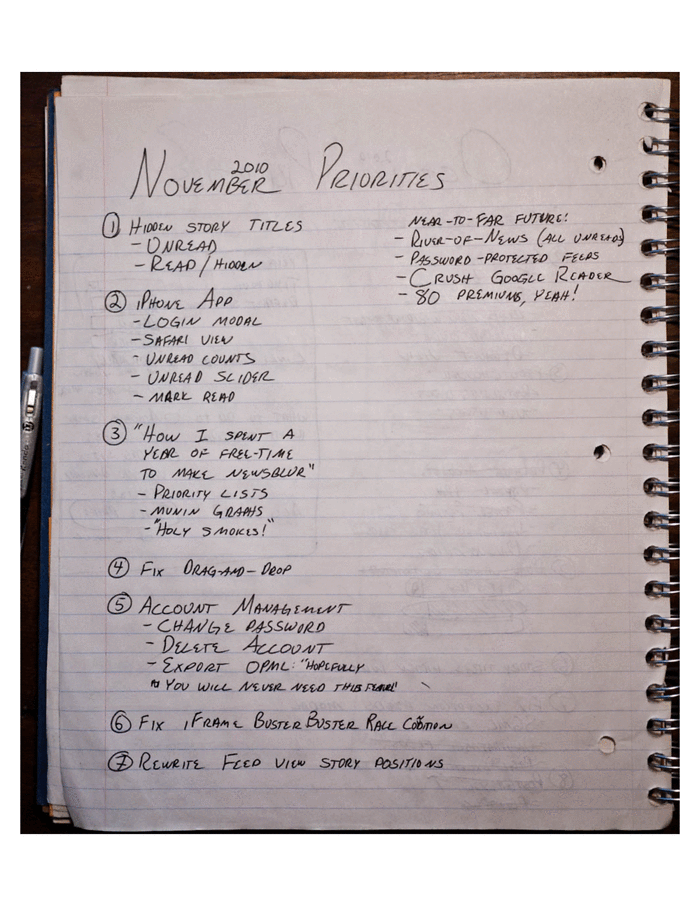 2010
NOVEMBER PRIORITIES
① HIDDEN STORY TITLES
- UNREAD
- READ/HIDDEN
② iPHONE APP
- LOGIN MODAL
- SAFARI VIEW
- UNREAD COUNTS
- UNREAD SLIDER
- MARK READ
③ "HOW I SPENT A
YEAR OF FREE-TIME
TO MAKE NEWSBLUR"
- PRIORITY LISTS
- MUNIN GRAPHS
- "HOLY SMOKES!"
④ FIX DRAG-AND-DROP
⑤ ACCOUNT MANAGEMENT
- CHANGE PASSWORD
- DELETE ACCOUNT
- EXPORT OPML: "HOPEFULLY
YOU WILL NEVER NEED THIS
⑥ FIX iFRAME BUSTER BUSTER
⑦ REWRITE FEED VIEW STORY POSITIONS
NEAR-TO-FAR FUTURE!
- RIVER-OF-NEWS (ALL UNREADS)
- PASSWORD-PROTECTED FEEDS
- CRUSH GOOGLE READER
- 80 PREMIUMS, YEAH!